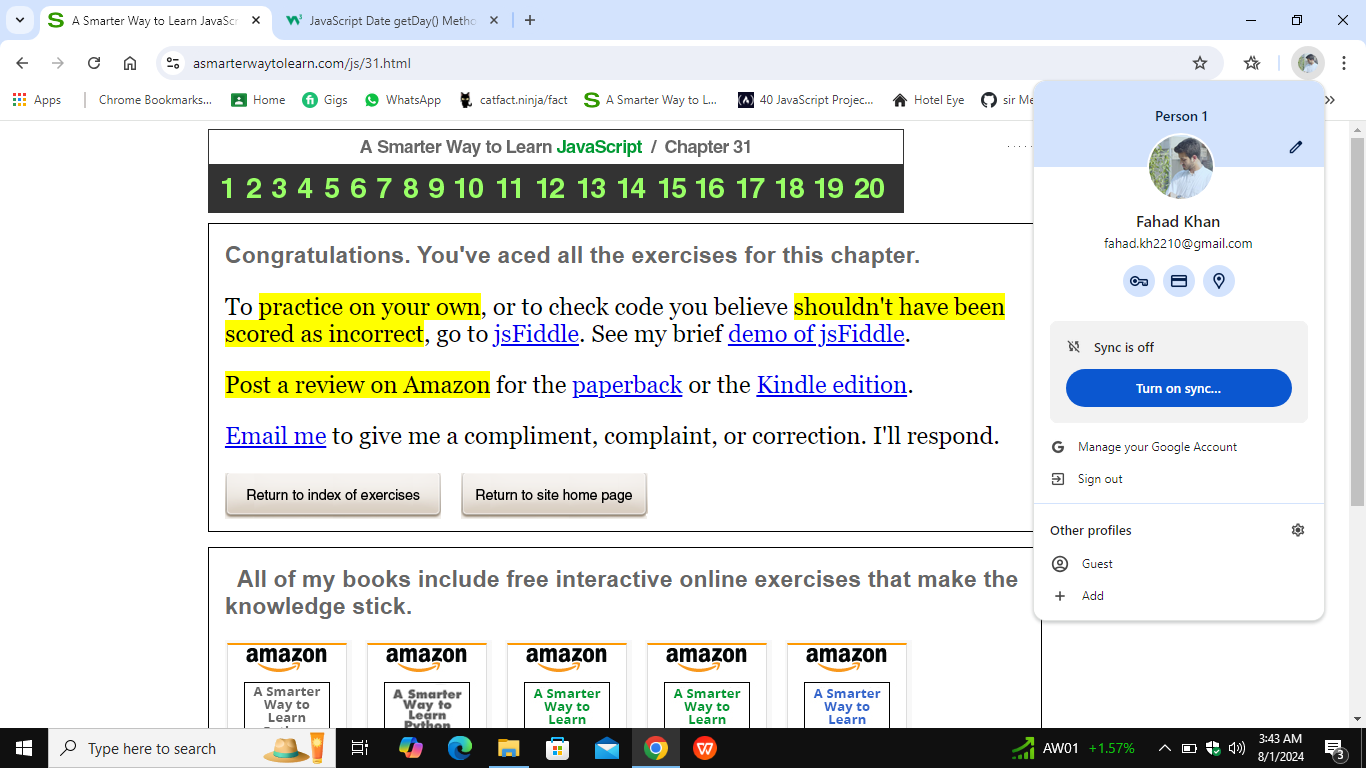 A Smarter Way to Learn JavaScr
JavaScript Date getDay() Metho
asmarterwaytolearn.com/js/31.html
Apps
Chrome Bookmarks...
Home
Gigs
WhatsApp
catfact.ninja/fact
A Smarter Way to L...
40 JavaScript Projec...
Hotel Eye
sir Me
A Smarter Way to Learn JavaScript / Chapter 31
1 2 3 4 5 6 7 8 9 10 11 12 13 14 15 16 17 18 19 20
Congratulations. You've aced all the exercises for this chapter.
To practice on your own, or to check code you believe shouldn't have been
scored as incorrect, go to jsFiddle. See my brief demo of jsFiddle.
Post a review on Amazon for the paperback or the Kindle edition.
Email me to give me a compliment, complaint, or correction. I'll respond.
Return to index of exercises
Return to site home page
All of my books include free interactive online exercises that make the
knowledge stick.
amazon
A Smarter
Way to
Learn
amazon
A Smarter
Way to
Learn
Python
amazon
A Smarter
Way to
Learn
amazon
A Smarter
Way to
Learn
amazon
A Smarter
Way to
Learn
Person 1
Fahad Khan
fahad.kh2210@gmail.com
Sync is off
Turn on sync...
Manage your Google Account
Sign out
Other profiles
Guest
Add
Type here to search
AW01 +1.57%
3:43 AM
8/1/2024
3